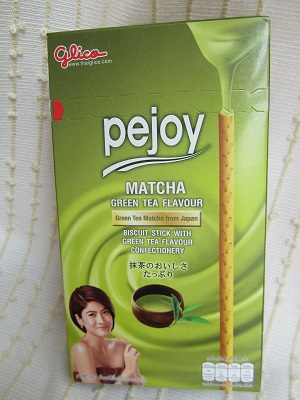 Glico
www.thaiglico.com
pejoy
MATCHA
GREEN TEA FLAVOUR
Green Tea Matcha from Japan
BISCUIT STICK WITH
GREEN TEA FLAVOUR
CONFECTIONERY
抹茶のおいしさ
たっぷり